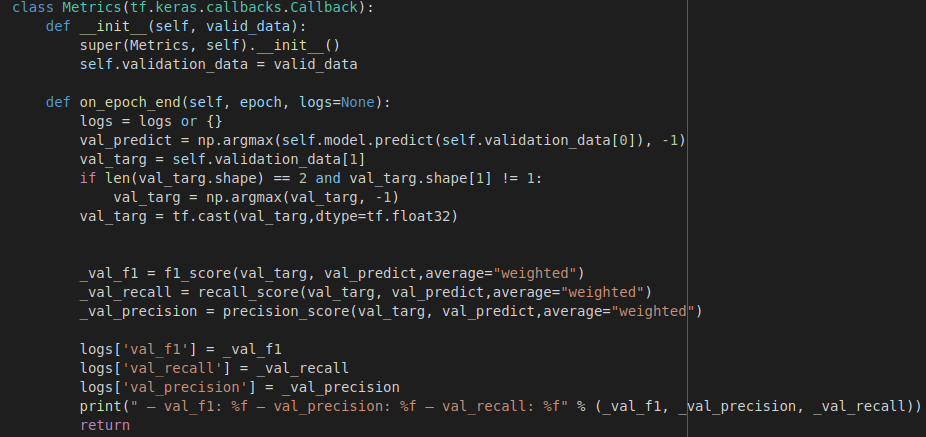 class Metrics(tf.keras.callbacks.Callback):
    def __init__(self, valid_data):
        super(Metrics, self).__init__()
        self.validation_data = valid_data

    def on_epoch_end(self, epoch, logs=None):
        logs = logs or {}
        val_predict = np.argmax(self.model.predict(self.validation_data[0]), -1)
        val_targ = self.validation_data[1]
        if len(val_targ.shape) == 2 and val_targ.shape[1] != 1:
            val_targ = np.argmax(val_targ, -1)
        val_targ = tf.cast(val_targ,dtype=tf.float32)


        _val_f1 = f1_score(val_targ, val_predict,average="weighted")
        _val_recall = recall_score(val_targ, val_predict,average="weighted")
        _val_precision = precision_score(val_targ, val_predict,average="weighted")

        logs['val_f1'] = _val_f1
        logs['val_recall'] = _val_recall
        logs['val_precision'] = _val_precision
        print(" — val_f1: %f — val_precision: %f — val_recall: %f" % (_val_f1, _val_precision, _val_recall))
        return